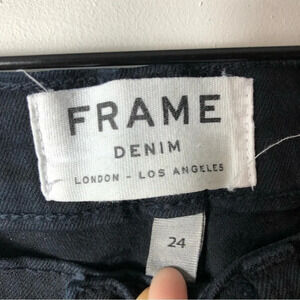 FRAME
DENIM
LONDON - LOS ANGELES
24